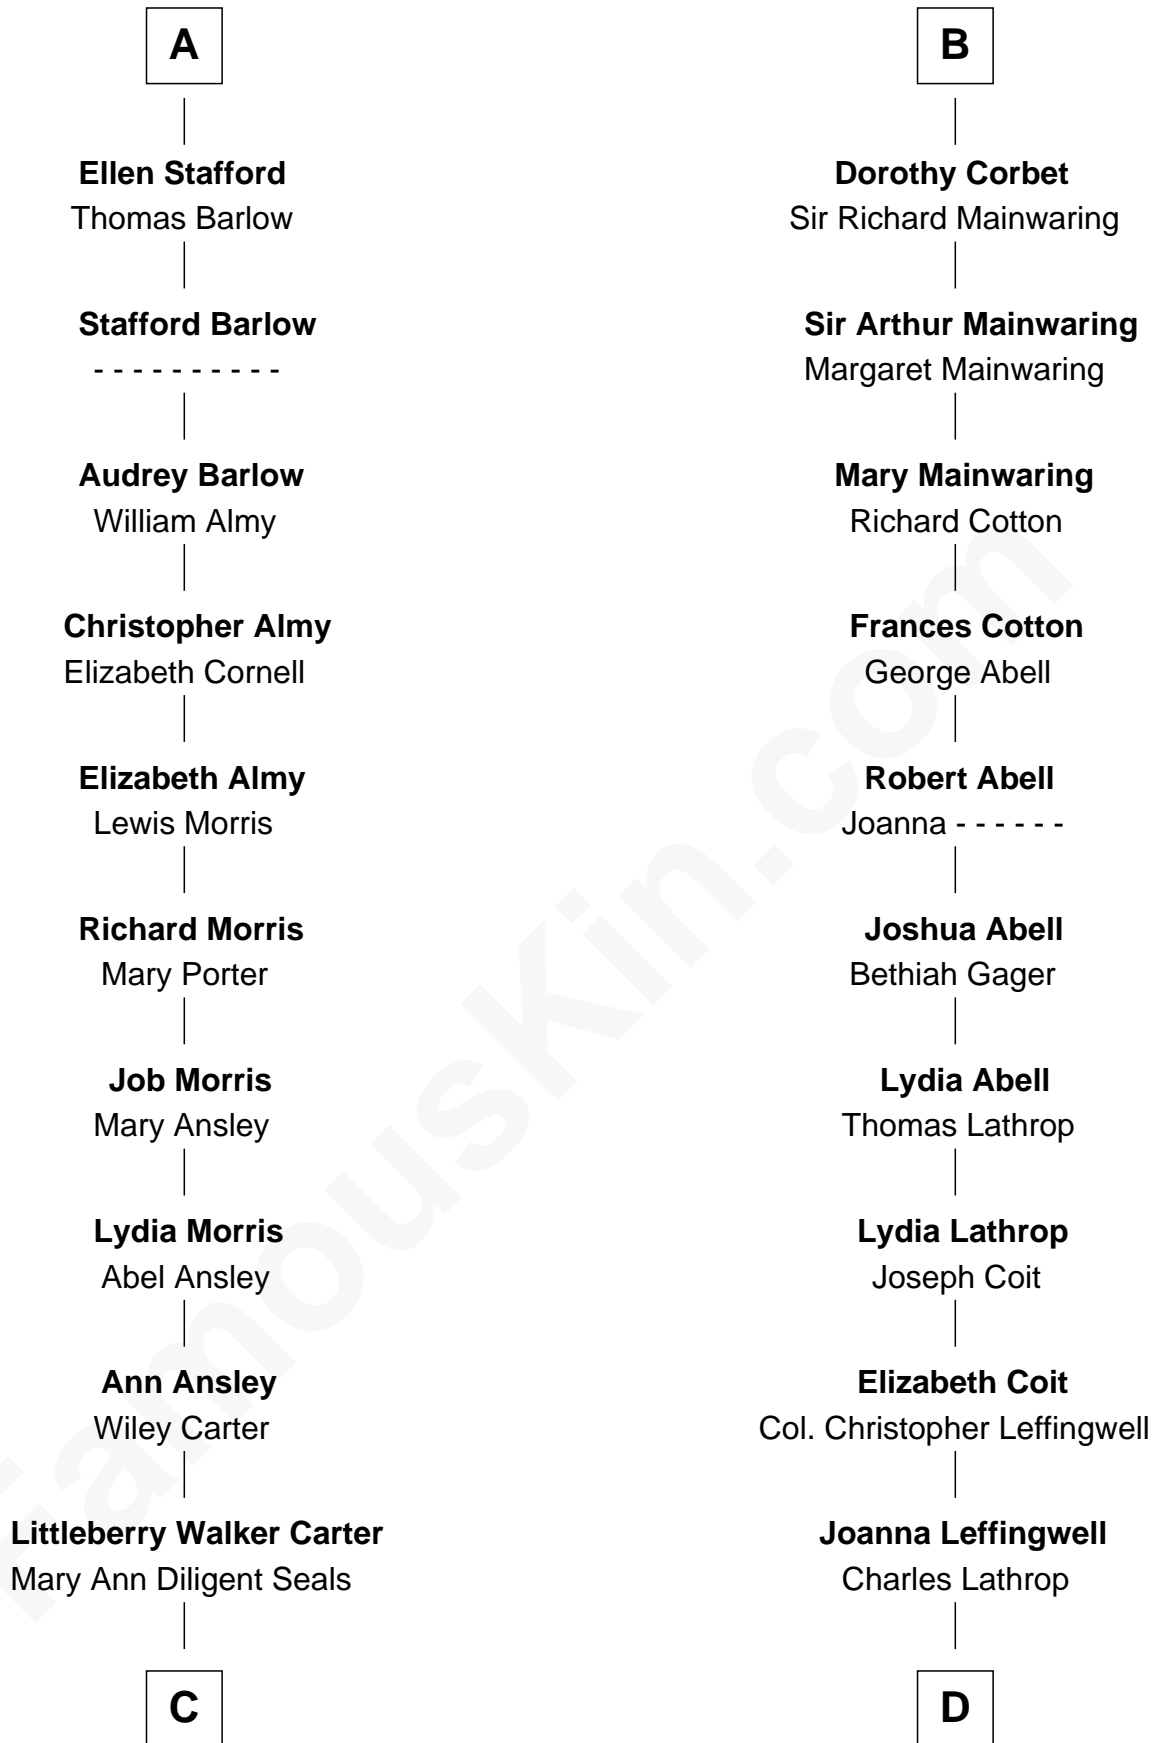 A
Ellen Stafford
Thomas Barlow
Stafford Barlow
- - - - - - - - - -
Audrey Barlow
William Almy
Christopher Almy
Elizabeth Cornell
Elizabeth Almy
Lewis Morris
Richard Morris
Mary Porter
Job Morris
Mary Ansley
Lydia Morris
Abel Ansley
Ann Ansley
Wiley Carter
Littleberry Walker Carter
Mary Ann Diligent Seals
C
B
Dorothy Corbet
Sir Richard Mainwaring
Sir Arthur Mainwaring
Margaret Mainwaring
Mary Mainwaring
Richard Cotton
Frances Cotton
George Abell
Robert Abell
Joanna - - - - - -
Joshua Abell
Bethiah Gager
Lydia Abell
Thomas Lathrop
Lydia Lathrop
Joseph Coit
Elizabeth Coit
Col. Christopher Leffingwell
Joanna Leffingwell
Charles Lathrop
D
FamousKin.com